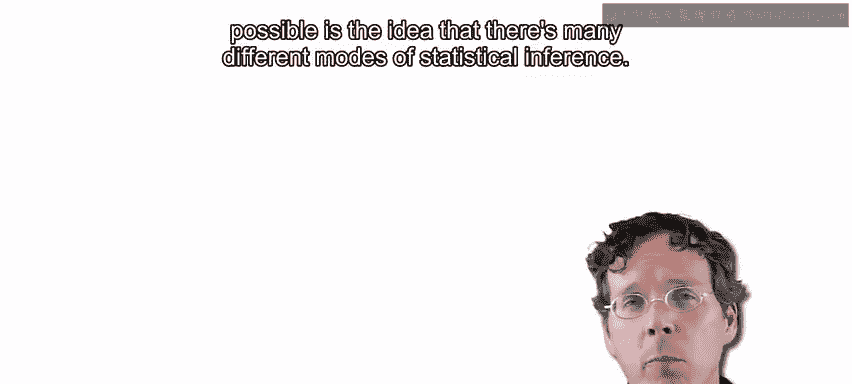 possible is the idea that there's many
different modes of statistical inference.